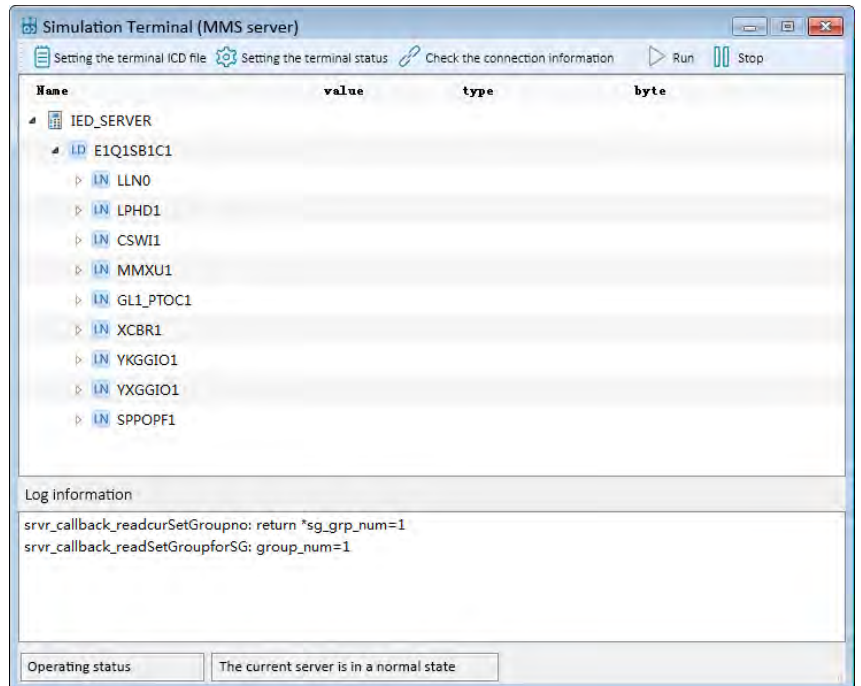 Simulation Terminal (MMS server)
Setting the terminal ICD file Setting the terminal status Check the connection information Run Stop
Name value type byte
IED_SERVER
LD E1Q1SB1C1
LN LLN0
LN LPHD1
LN CSWI1
LN MMXU1
LN GL1_PTOC1
LN XCBR1
LN YKGGIO1
LN YXGGIO1
LN SPPOPF1
Log information
srvr_callback_readcurSetGroupno: return *sg_grp_num=1
srvr_callback_readSetGroupforSG: group_num=1
Operating status The current server is in a normal state